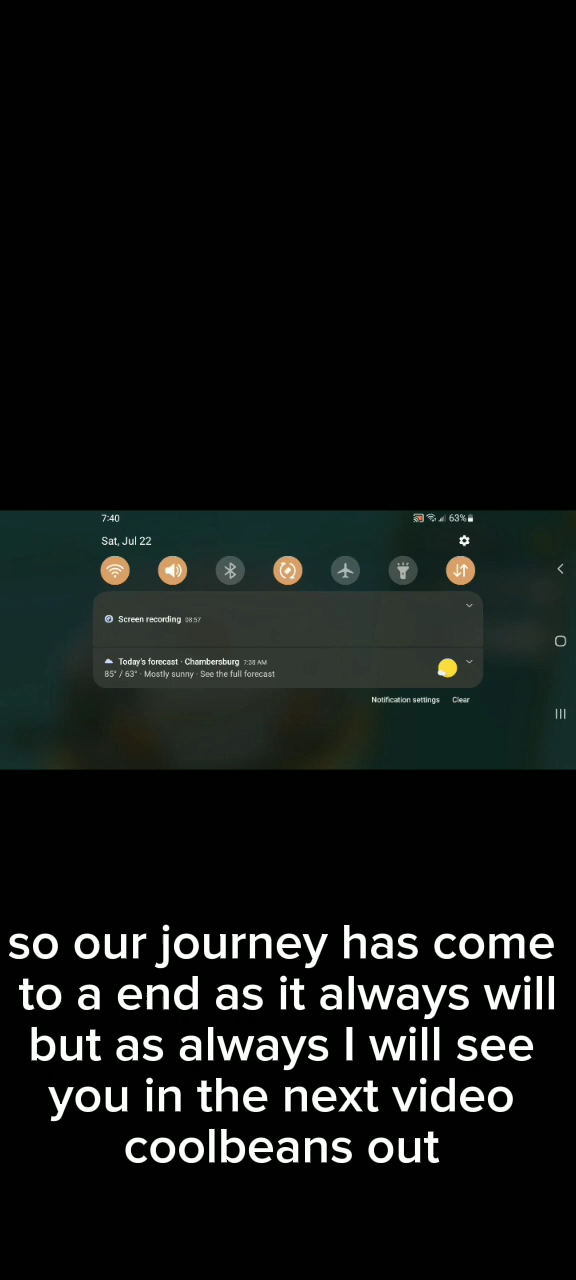 7:40
63%
Sat, Jul 22
Screen recording 08:57
Today's forecast · Chambersburg 7:38 AM
85° / 63° · Mostly sunny · See the full forecast
Notification settings Clear
so our journey has come
to a end as it always will
but as always I will see
you in the next video
coolbeans out